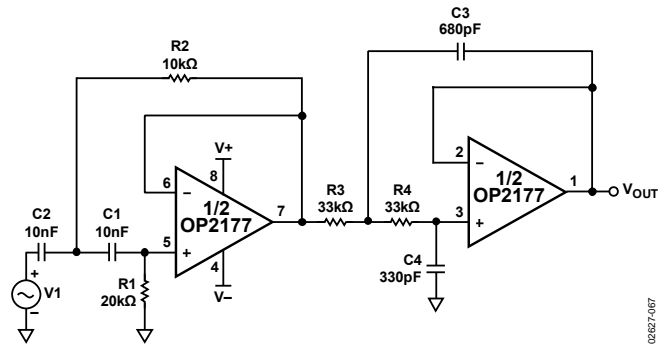 C3
680pF
R2
10kΩ
V+
6
−
8
1/2
OP2177
7
5
+
4
V−
C2
10nF
C1
10nF
+
V1
−
R1
20kΩ
R3
33kΩ
R4
33kΩ
2
−
1/2
OP2177
1
VOUT
3
+
C4
330pF
02627-067